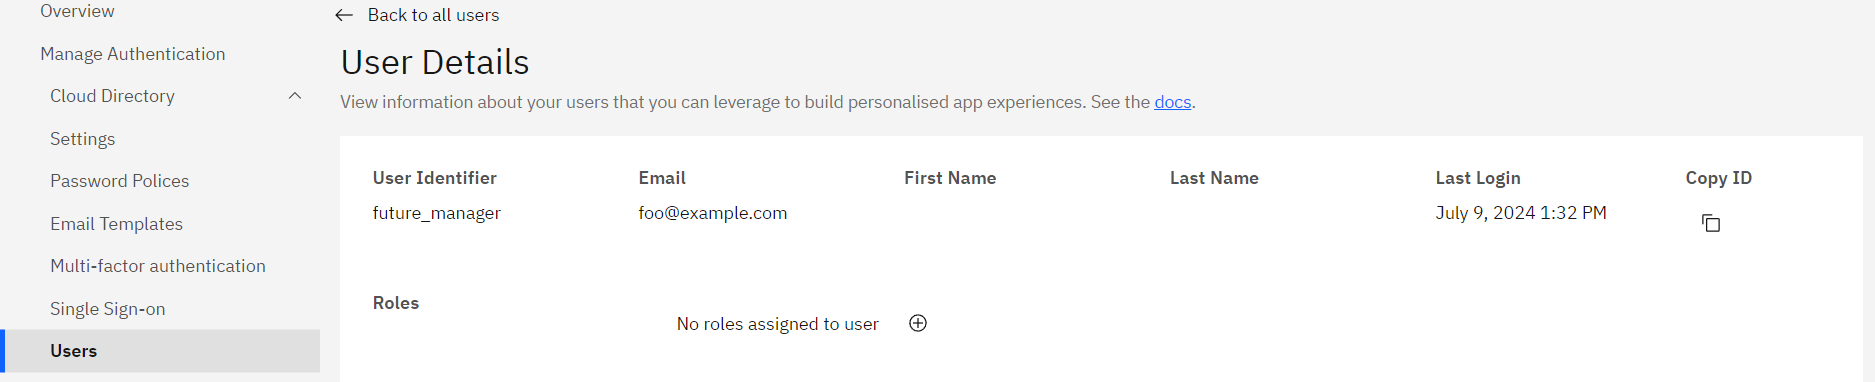 Overview
Manage Authentication
Cloud Directory
Settings
Password Polices
Email Templates
Multi-factor authentication
Single Sign-on
Users
Back to all users
User Details
View information about your users that you can leverage to build personalised app experiences. See the docs.
User Identifier Email First Name Last Name Last Login Copy ID
future_manager foo@example.com July 9, 2024 1:32 PM
Roles
No roles assigned to user